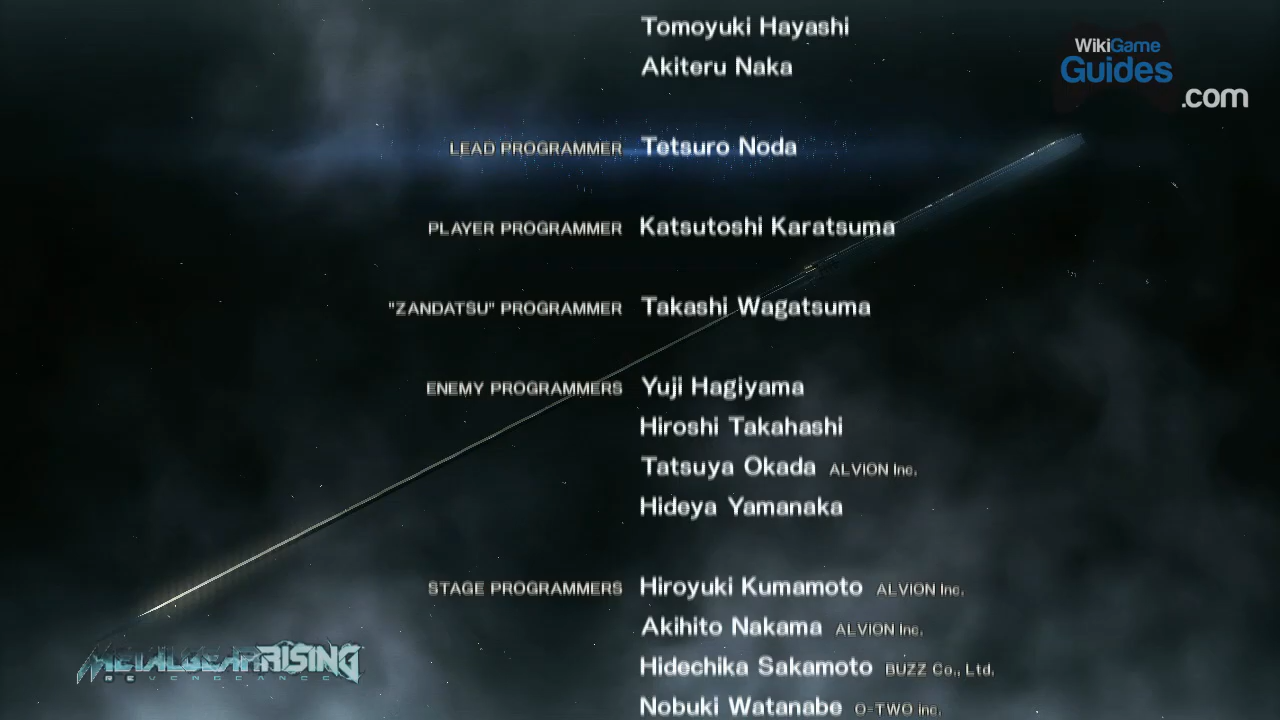 Tomoyuki Hayashi
WikiGame
Guides
.com
Akiteru Naka
LEAD PROGRAMMER Tetsuro Noda
PLAYER PROGRAMMER Katsutoshi Karatsuma
"ZANDATSU" PROGRAMMER Takashi Wagatsuma
ENEMY PROGRAMMERS Yuji Hagiyama
Hiroshi Takahashi
Tatsuya Okada ALVION Inc.
Hideya Yamanaka
STAGE PROGRAMMERS Hiroyuki Kumamoto ALVION Inc.
Akihito Nakama ALVION Inc.
Hidechika Sakamoto BUZZ Co., Ltd.
Nobuki Watanabe O-TWO inc.
METAL GEAR RISING
REVENGEANCE